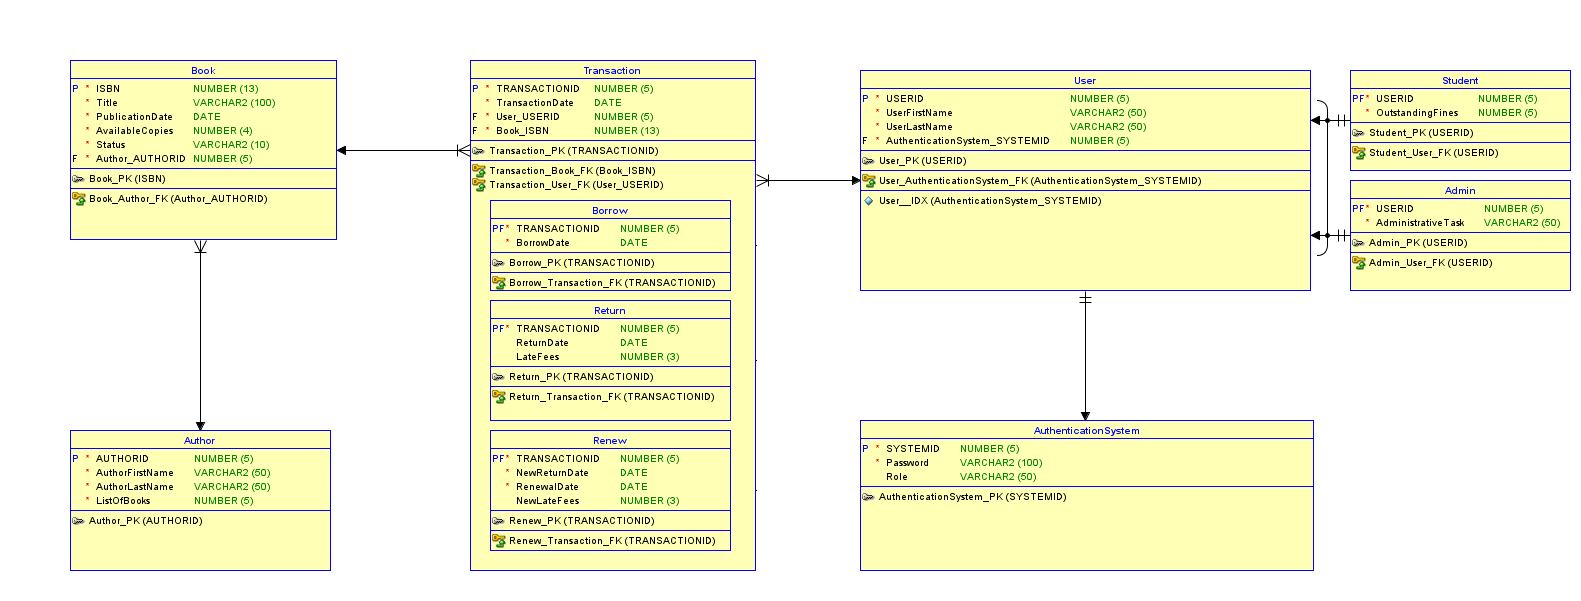 Book
P * ISBN NUMBER (13)
* Title VARCHAR2 (100)
* PublicationDate DATE
* AvailableCopies NUMBER (4)
* Status VARCHAR2 (10)
F * Author_AUTHORID NUMBER (5)
Book_PK (ISBN)
Book_Author_FK (Author_AUTHORID)
Transaction
P * TRANSACTIONID NUMBER (5)
* TransactionDate DATE
F * User_USERID NUMBER (5)
F * Book_ISBN NUMBER (13)
Transaction_PK (TRANSACTIONID)
Transaction_Book_FK (Book_ISBN)
Transaction_User_FK (User_USERID)
Borrow
PF* TRANSACTIONID NUMBER (5)
* BorrowDate DATE
Borrow_PK (TRANSACTIONID)
Borrow_Transaction_FK (TRANSACTIONID)
Return
PF* TRANSACTIONID NUMBER (5)
ReturnDate DATE
LateFees NUMBER (3)
Return_PK (TRANSACTIONID)
Return_Transaction_FK (TRANSACTIONID)
Renew
PF* TRANSACTIONID NUMBER (5)
* NewReturnDate DATE
* RenewalDate DATE
NewLateFees NUMBER (3)
Renew_PK (TRANSACTIONID)
Renew_Transaction_FK (TRANSACTIONID)
User
P * USERID NUMBER (5)
* UserFirstName VARCHAR2 (50)
* UserLastName VARCHAR2 (50)
F * AuthenticationSystem_SYSTEMID NUMBER (5)
User_PK (USERID)
User_AuthenticationSystem_FK (AuthenticationSystem_SYSTEMID)
User__IDX (AuthenticationSystem_SYSTEMID)
Student
PF* USERID NUMBER (5)
* OutstandingFines NUMBER (5)
Student_PK (USERID)
Student_User_FK (USERID)
Admin
PF* USERID NUMBER (5)
* AdministrativeTask VARCHAR2 (50)
Admin_PK (USERID)
Admin_User_FK (USERID)
Author
P * AUTHORID NUMBER (5)
* AuthorFirstName VARCHAR2 (50)
* AuthorLastName VARCHAR2 (50)
* ListOfBooks NUMBER (5)
Author_PK (AUTHORID)
AuthenticationSystem
P * SYSTEMID NUMBER (5)
* Password VARCHAR2 (100)
Role VARCHAR2 (50)
AuthenticationSystem_PK (SYSTEMID)